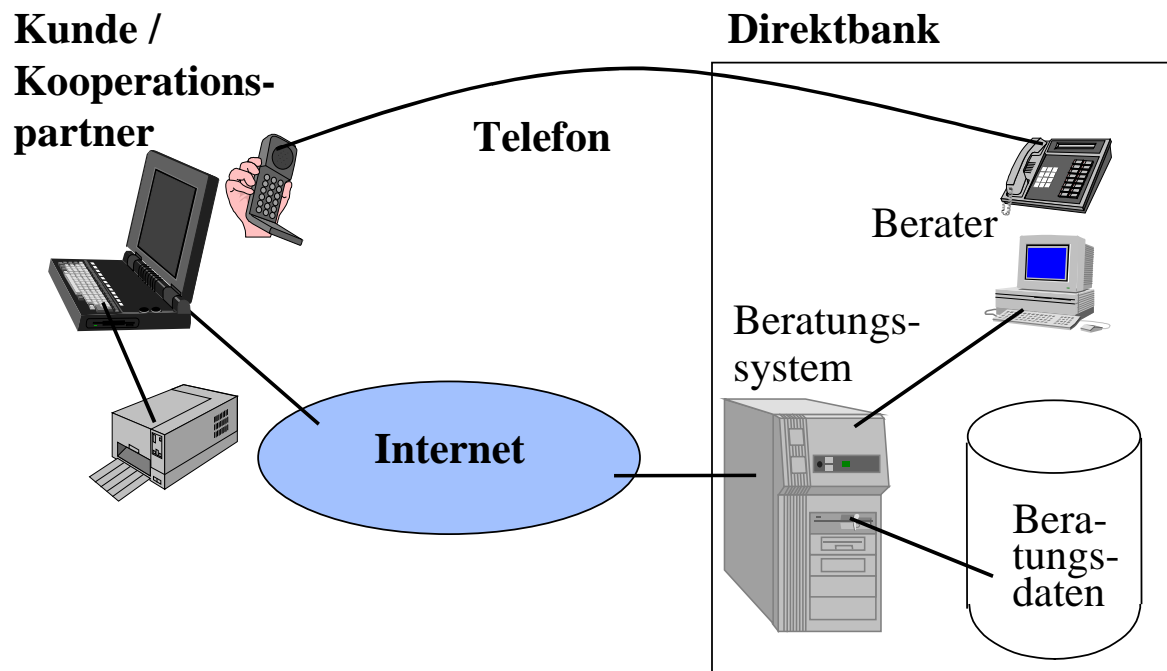 Kunde /
Kooperations-
partner
Direktbank
Telefon
Berater
Beratungs-
system
Internet
Bera-
tungs-
daten